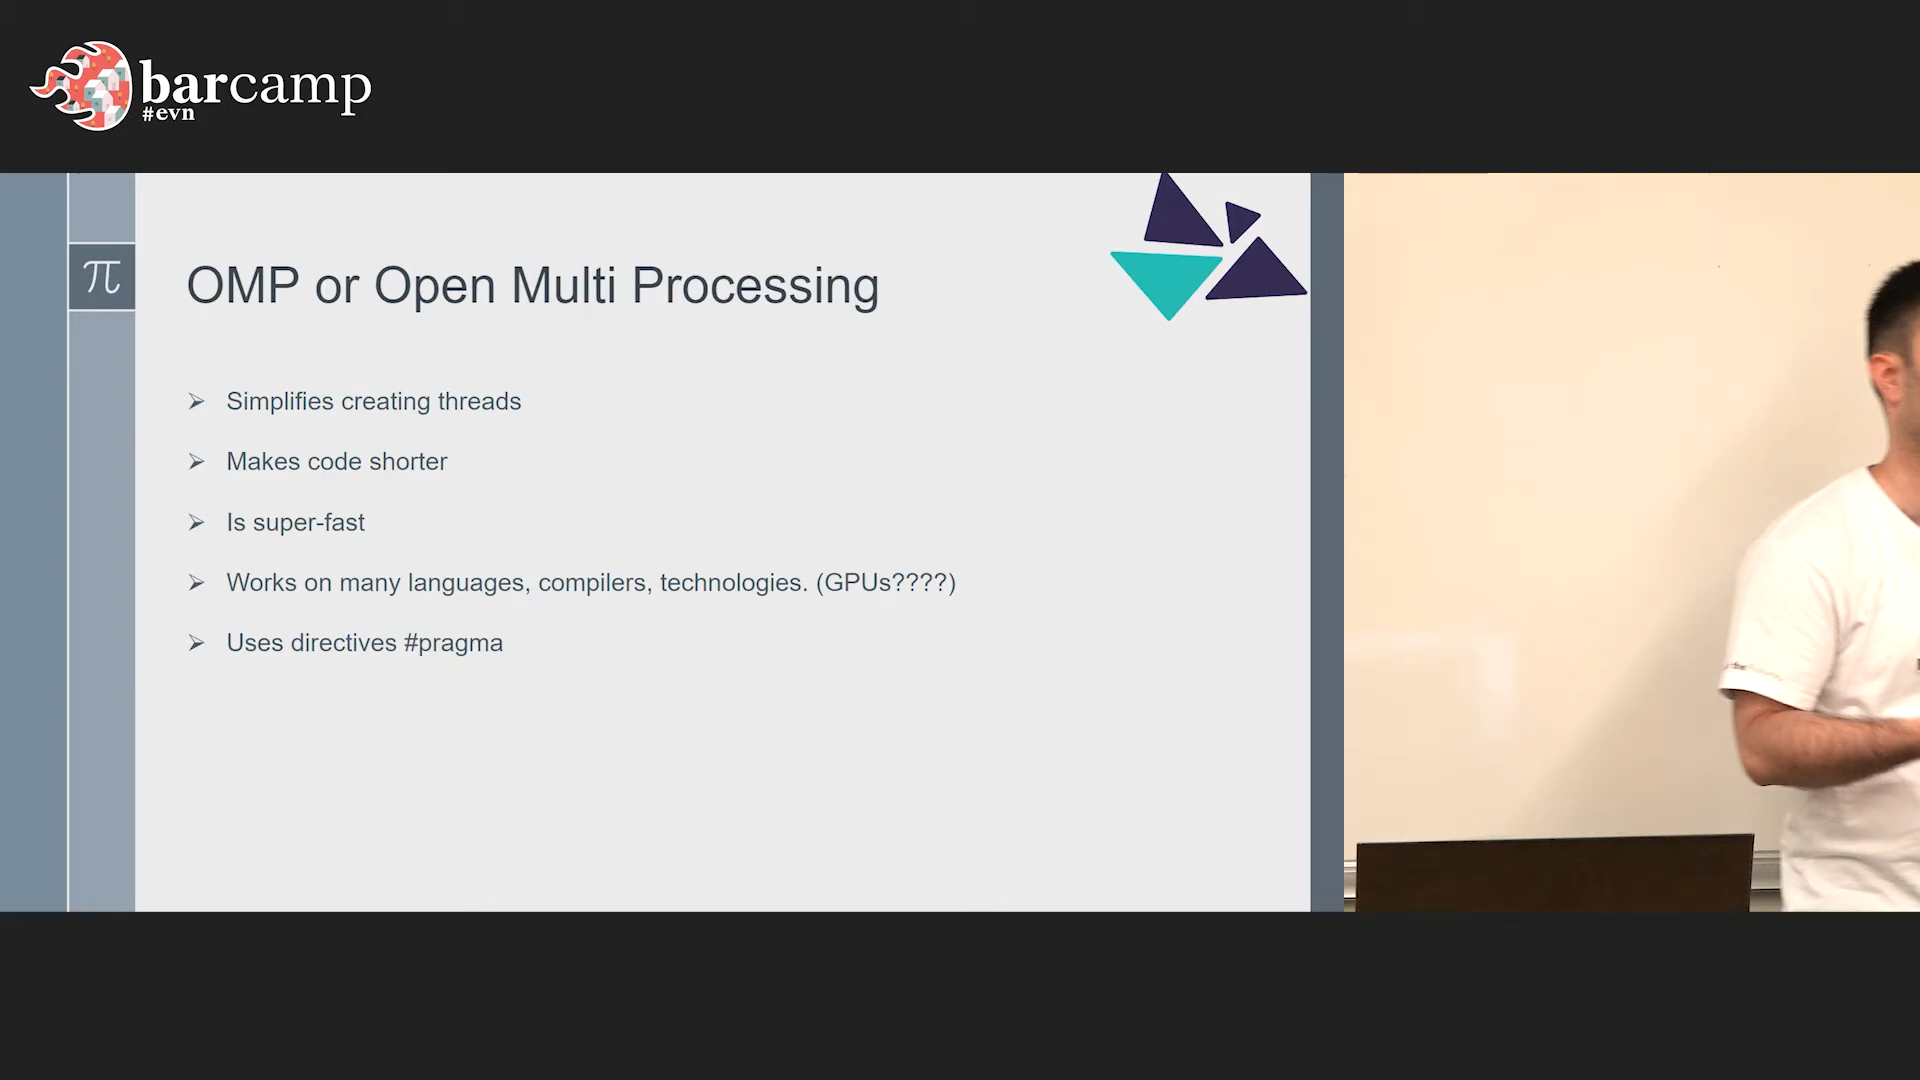 barcamp
#evn
π
OMP or Open Multi Processing
Simplifies creating threads
Makes code shorter
Is super-fast
Works on many languages, compilers, technologies. (GPUs????)
Uses directives #pragma